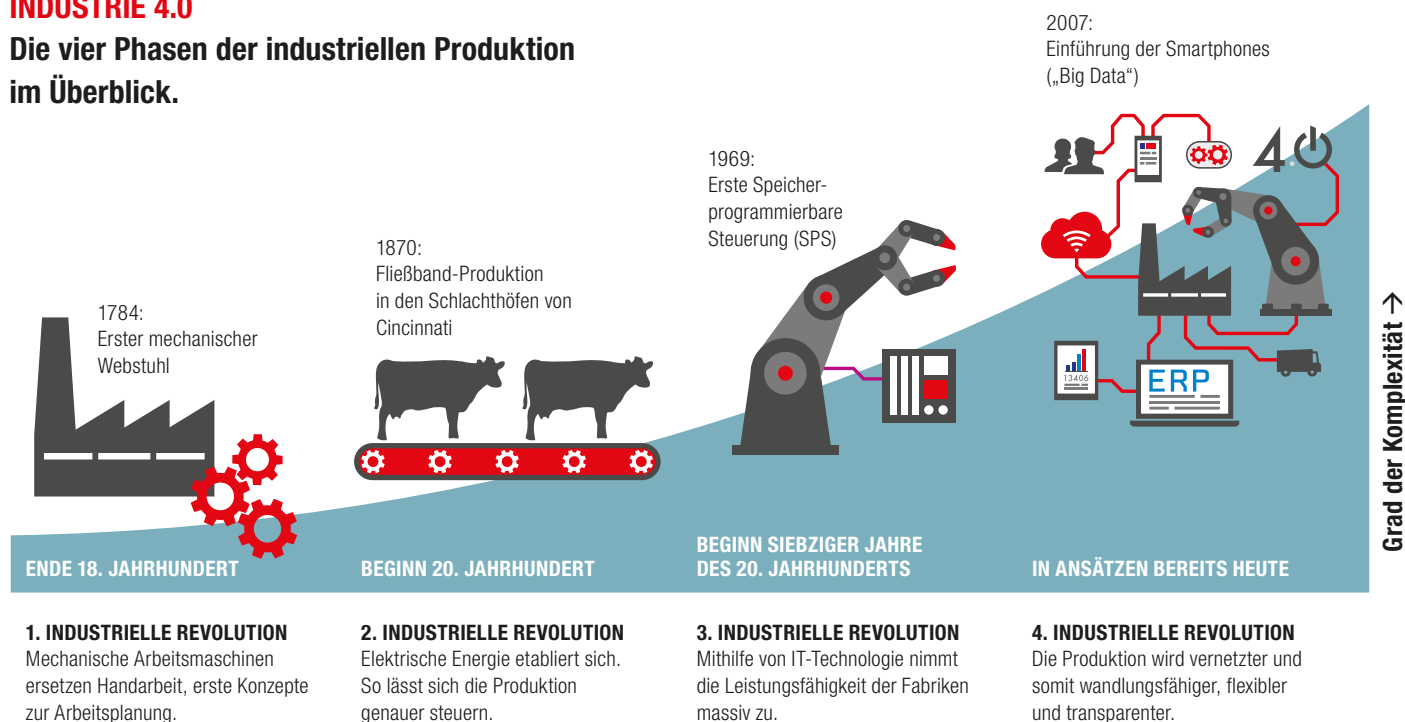 INDUSTRIE 4.0
Die vier Phasen der industriellen Produktion
im Überblick.
1784:
Erster mechanischer
Webstuhl
1870:
Fließband-Produktion
in den Schlachthöfen von
Cincinnati
1969:
Erste Speicher-
programmierbare
Steuerung (SPS)
2007:
Einführung der Smartphones
(„Big Data“)
4.0
13406
ERP
Grad der Komplexität →
ENDE 18. JAHRHUNDERT
BEGINN 20. JAHRHUNDERT
BEGINN SIEBZIGER JAHRE
DES 20. JAHRHUNDERTS
IN ANSÄTZEN BEREITS HEUTE
1. INDUSTRIELLE REVOLUTION
Mechanische Arbeitsmaschinen
ersetzen Handarbeit, erste Konzepte
zur Arbeitsplanung.
2. INDUSTRIELLE REVOLUTION
Elektrische Energie etabliert sich.
So lässt sich die Produktion
genauer steuern.
3. INDUSTRIELLE REVOLUTION
Mithilfe von IT-Technologie nimmt
die Leistungsfähigkeit der Fabriken
massiv zu.
4. INDUSTRIELLE REVOLUTION
Die Produktion wird vernetzter und
somit wandlungsfähiger, flexibler
und transparenter.